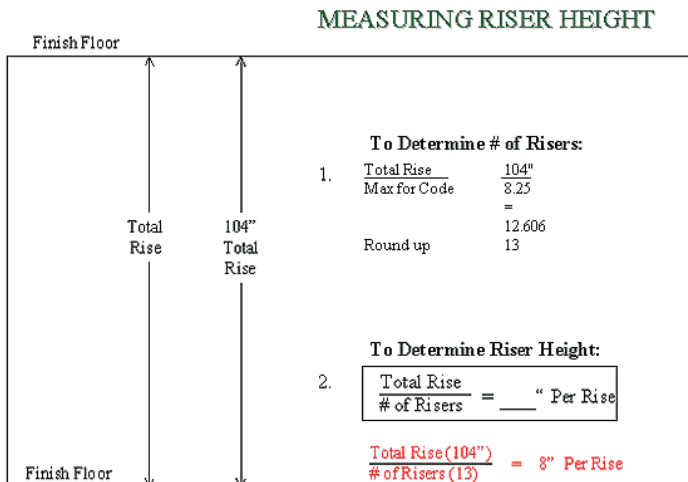 MEASURING RISER HEIGHT
Finish Floor
Total
Rise
104”
Total
Rise
To Determine # of Risers:
1.
Total Rise 104"
Max for Code 8.25
=
12.606
Round up 13
To Determine Riser Height:
2.
Total Rise
# of Risers
= ____“ Per Rise
Total Rise (104”)
# of Risers (13)
= 8” Per Rise
Finish Floor